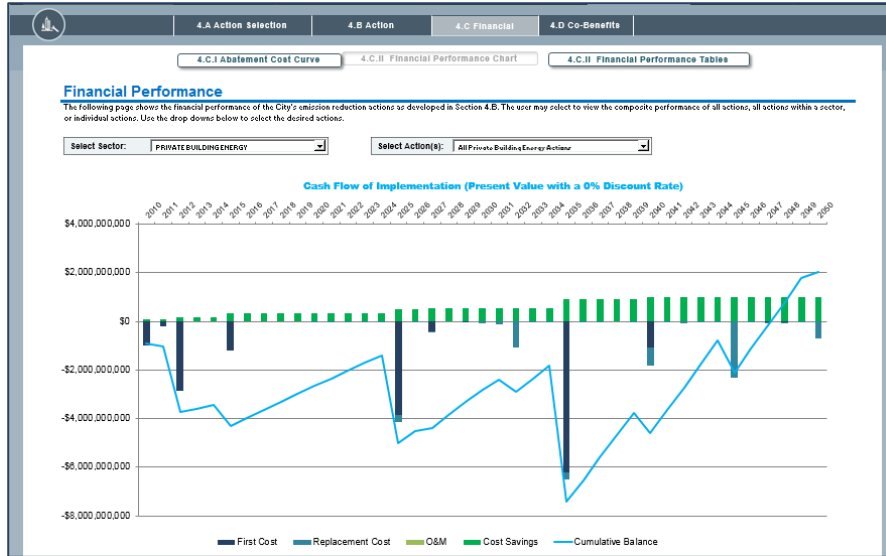 4.A Action Selection
4.B Action
4.C Financial
4.D Co-Benefits
4.C.I Abatement Cost Curve
4.C.II Financial Performance Chart
4.C.II Financial Performance Tables
Financial Performance
The following page shows the financial performance of the City's emission reduction actions as developed in Section 4.B. The user may select to view the composite performance of all actions, all actions within a sector,
or individual actions. Use the drop downs below to select the desired actions.
Select Sector:
PRIVATE BUILDING ENERGY
Select Action(s):
All Private Building Energy Actions
Cash Flow of Implementation (Present Value with a 0% Discount Rate)
2010 2011 2012 2013 2014 2015 2016 2017 2018 2019 2020 2021 2022 2023 2024 2025 2026 2027 2028 2029 2030 2031 2032 2033 2034 2035 2036 2037 2038 2039 2040 2041 2042 2043 2044 2045 2046 2047 2048 2049 2050
$4,000,000,000
$2,000,000,000
$0
-$2,000,000,000
-$4,000,000,000
-$6,000,000,000
-$8,000,000,000
First Cost
Replacement Cost
O&M
Cost Savings
Cumulative Balance